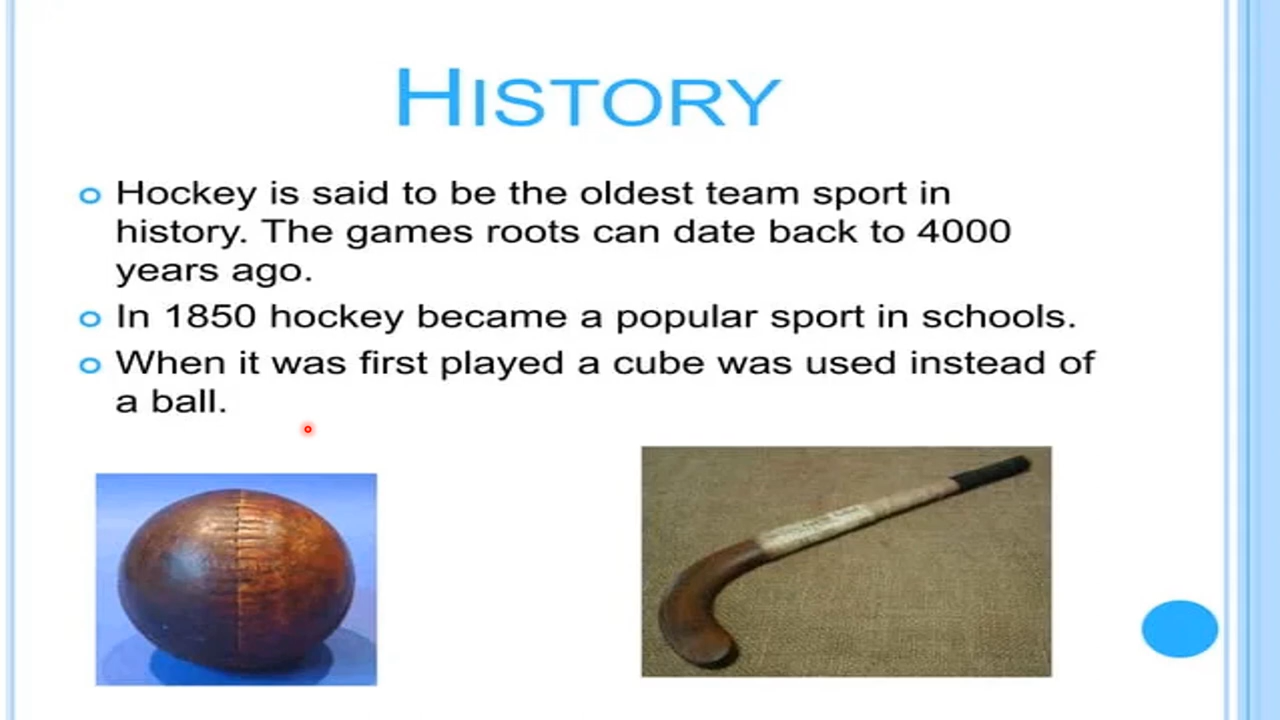 HISTORY
Hockey is said to be the oldest team sport in
history. The games roots can date back to 4000
years ago.
In 1850 hockey became a popular sport in schools.
When it was first played a cube was used instead of
a ball.